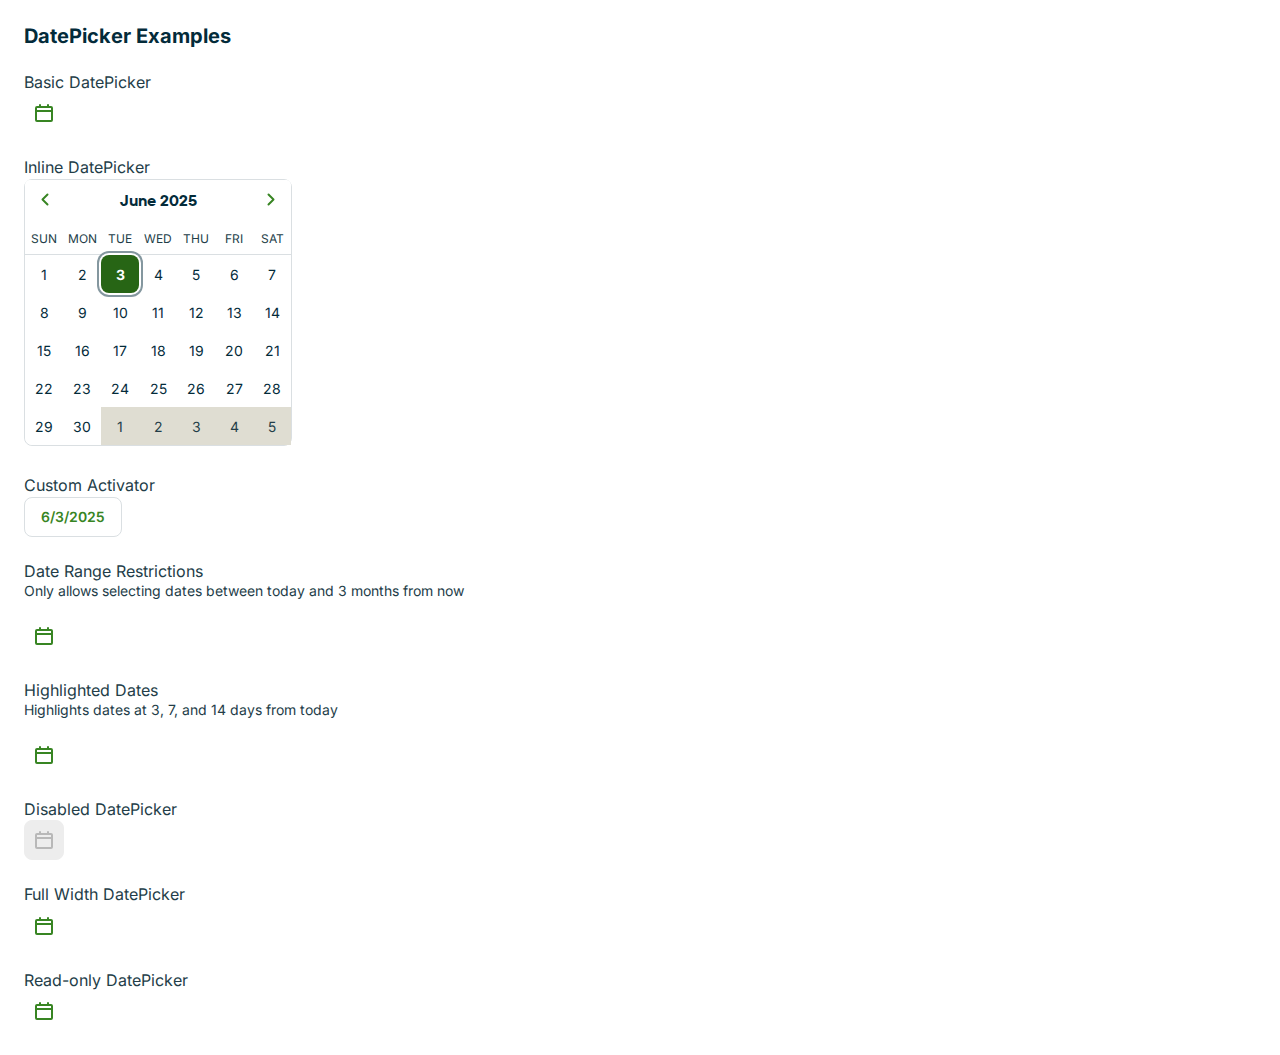 DatePicker Examples
Basic DatePicker
Inline DatePicker
June 2025
SUN MON TUE WED THU FRI SAT
1 2 3 4 5 6 7
8 9 10 11 12 13 14
15 16 17 18 19 20 21
22 23 24 25 26 27 28
29 30 1 2 3 4 5
Custom Activator
6/3/2025
Date Range Restrictions
Only allows selecting dates between today and 3 months from now
Highlighted Dates
Highlights dates at 3, 7, and 14 days from today
Disabled DatePicker
Full Width DatePicker
Read-only DatePicker